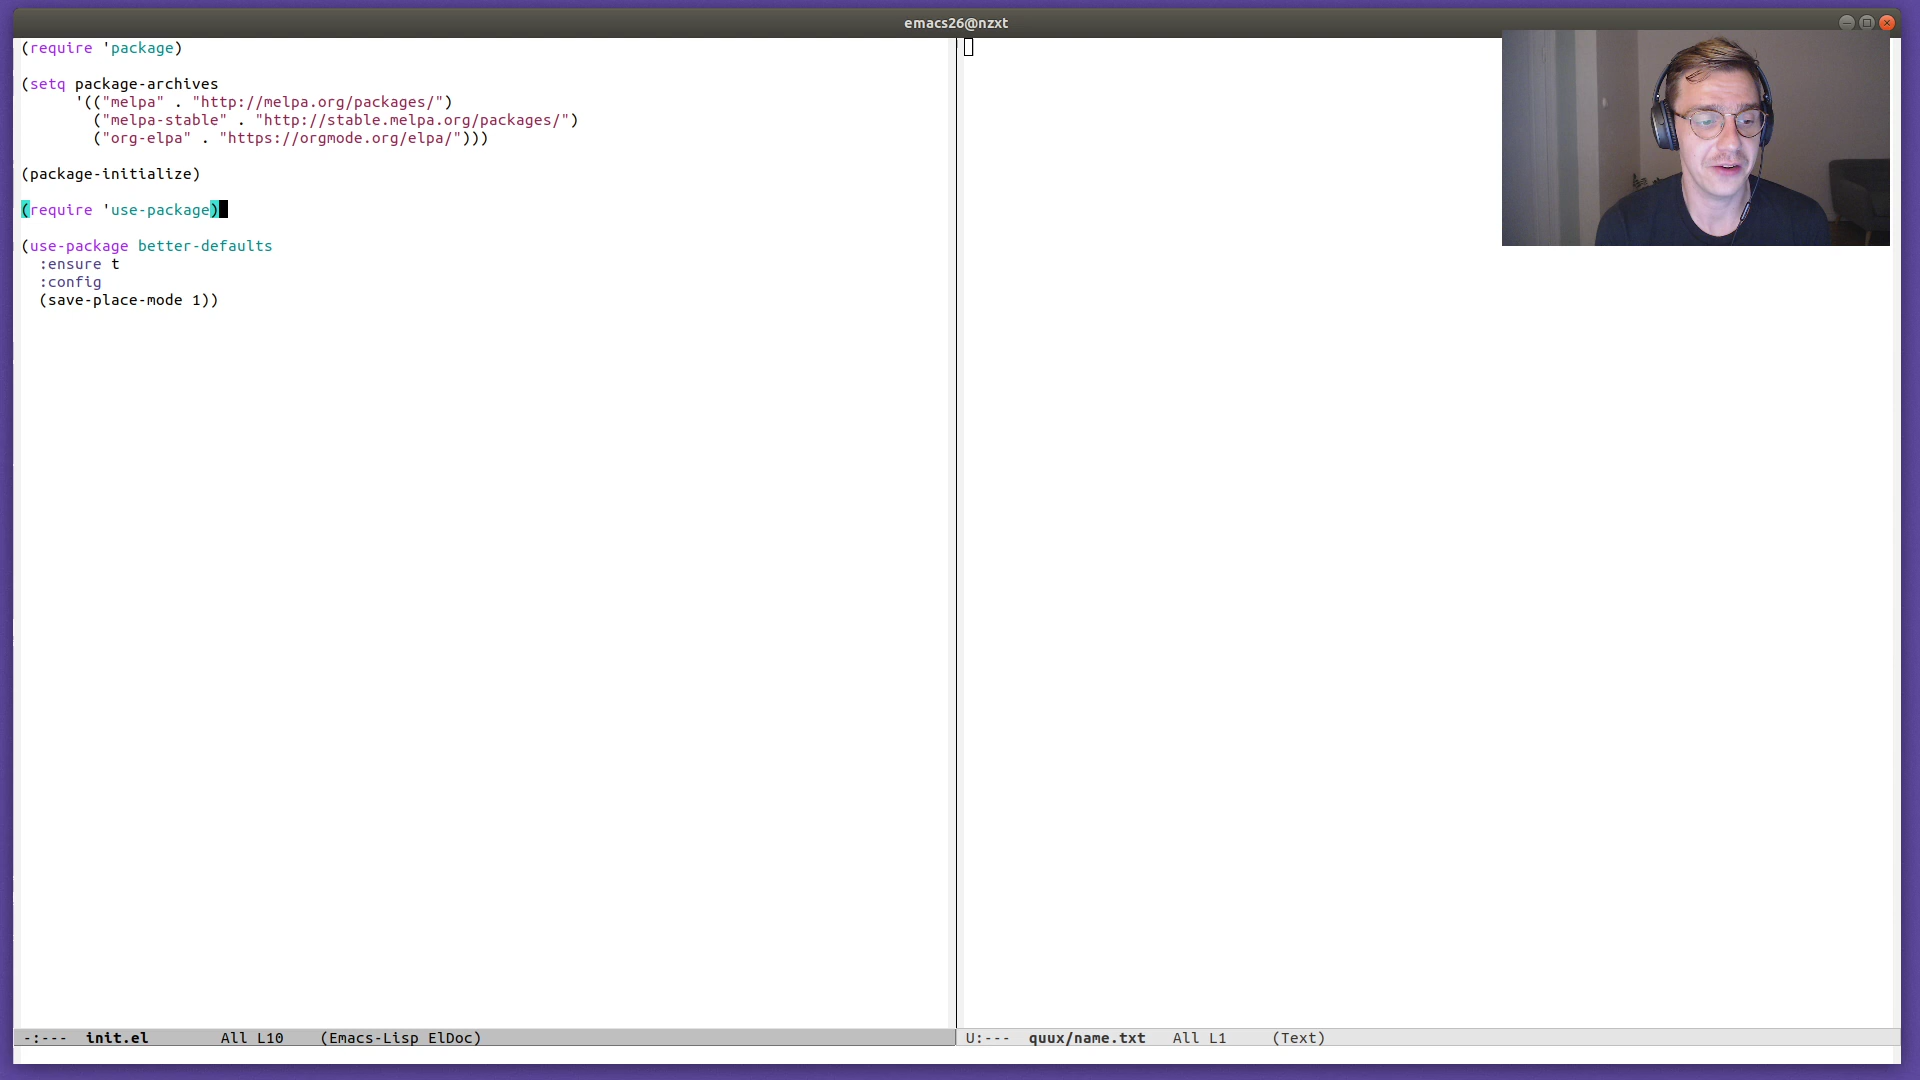 emacs26@nzxt
(require 'package)
(setq package-archives
'(("melpa" . "http://melpa.org/packages/")
("melpa-stable" . "http://stable.melpa.org/packages/")
("org-elpa" . "https://orgmode.org/elpa/")))
(package-initialize)
(require 'use-package)
(use-package better-defaults
:ensure t
:config
(save-place-mode 1))
-:--- init.el All L10 (Emacs-Lisp ElDoc)
U:--- quux/name.txt All L1 (Text)